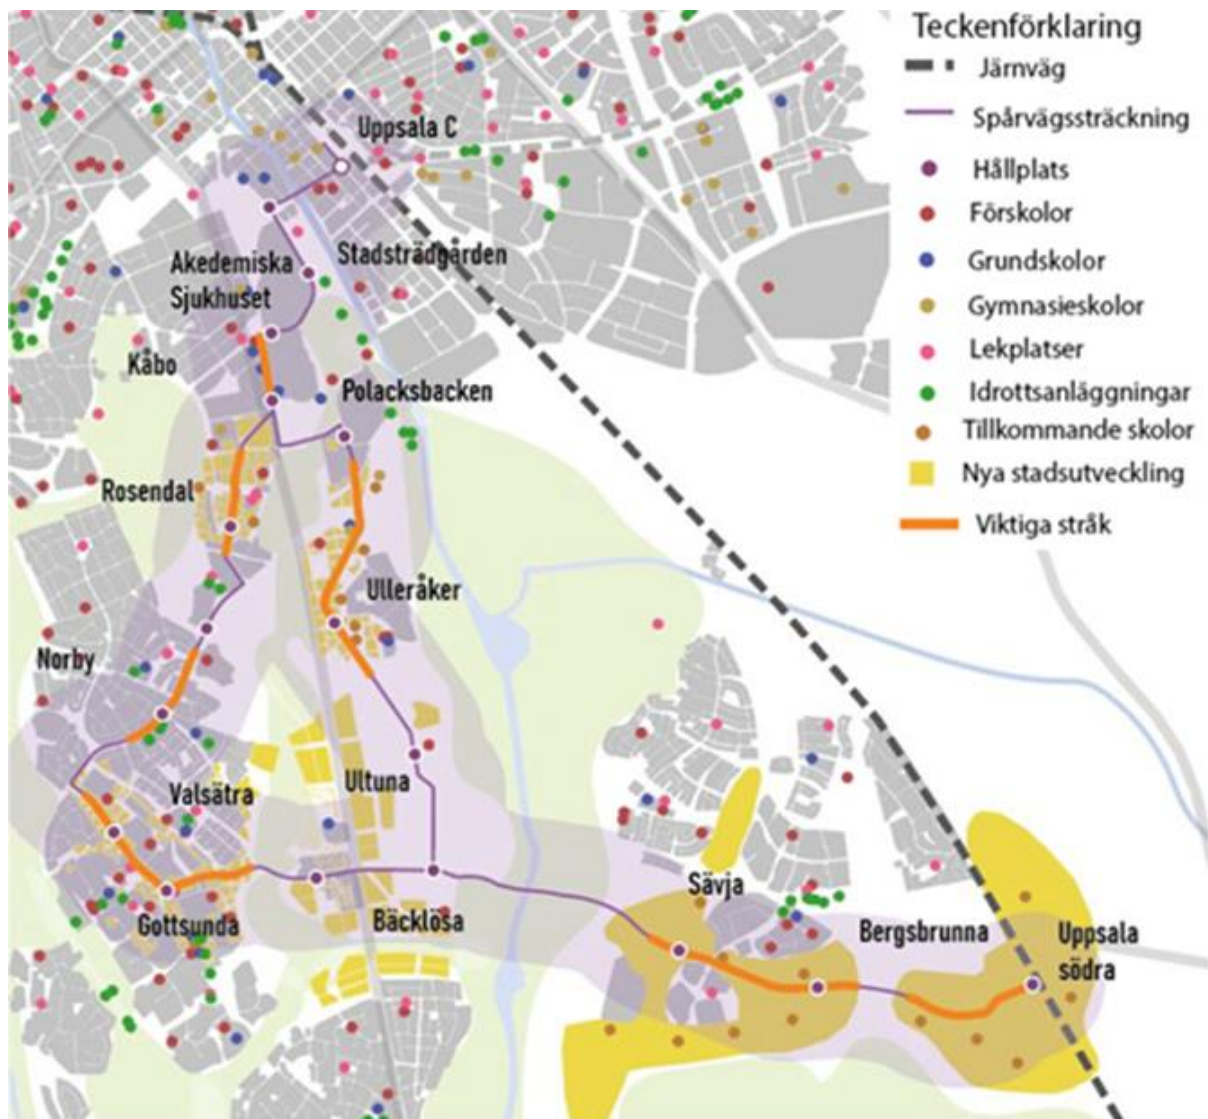 Teckenförklaring
Järnväg
Spårvägssträckning
Hållplats
Förskolor
Grundskolor
Gymnasieskolor
Lekplatser
Idrottsanläggningar
Tillkommande skolor
Nya stadsutveckling
Viktiga stråk
Uppsala C
Stadsträdgården
Akedemiska
Sjukhuset
Kåbo
Polacksbacken
Rosendal
Ulleråker
Norby
Valsätra
Ultuna
Sävja
Gottsunda
Bäcklösa
Bergsbrunna
Uppsala
södra